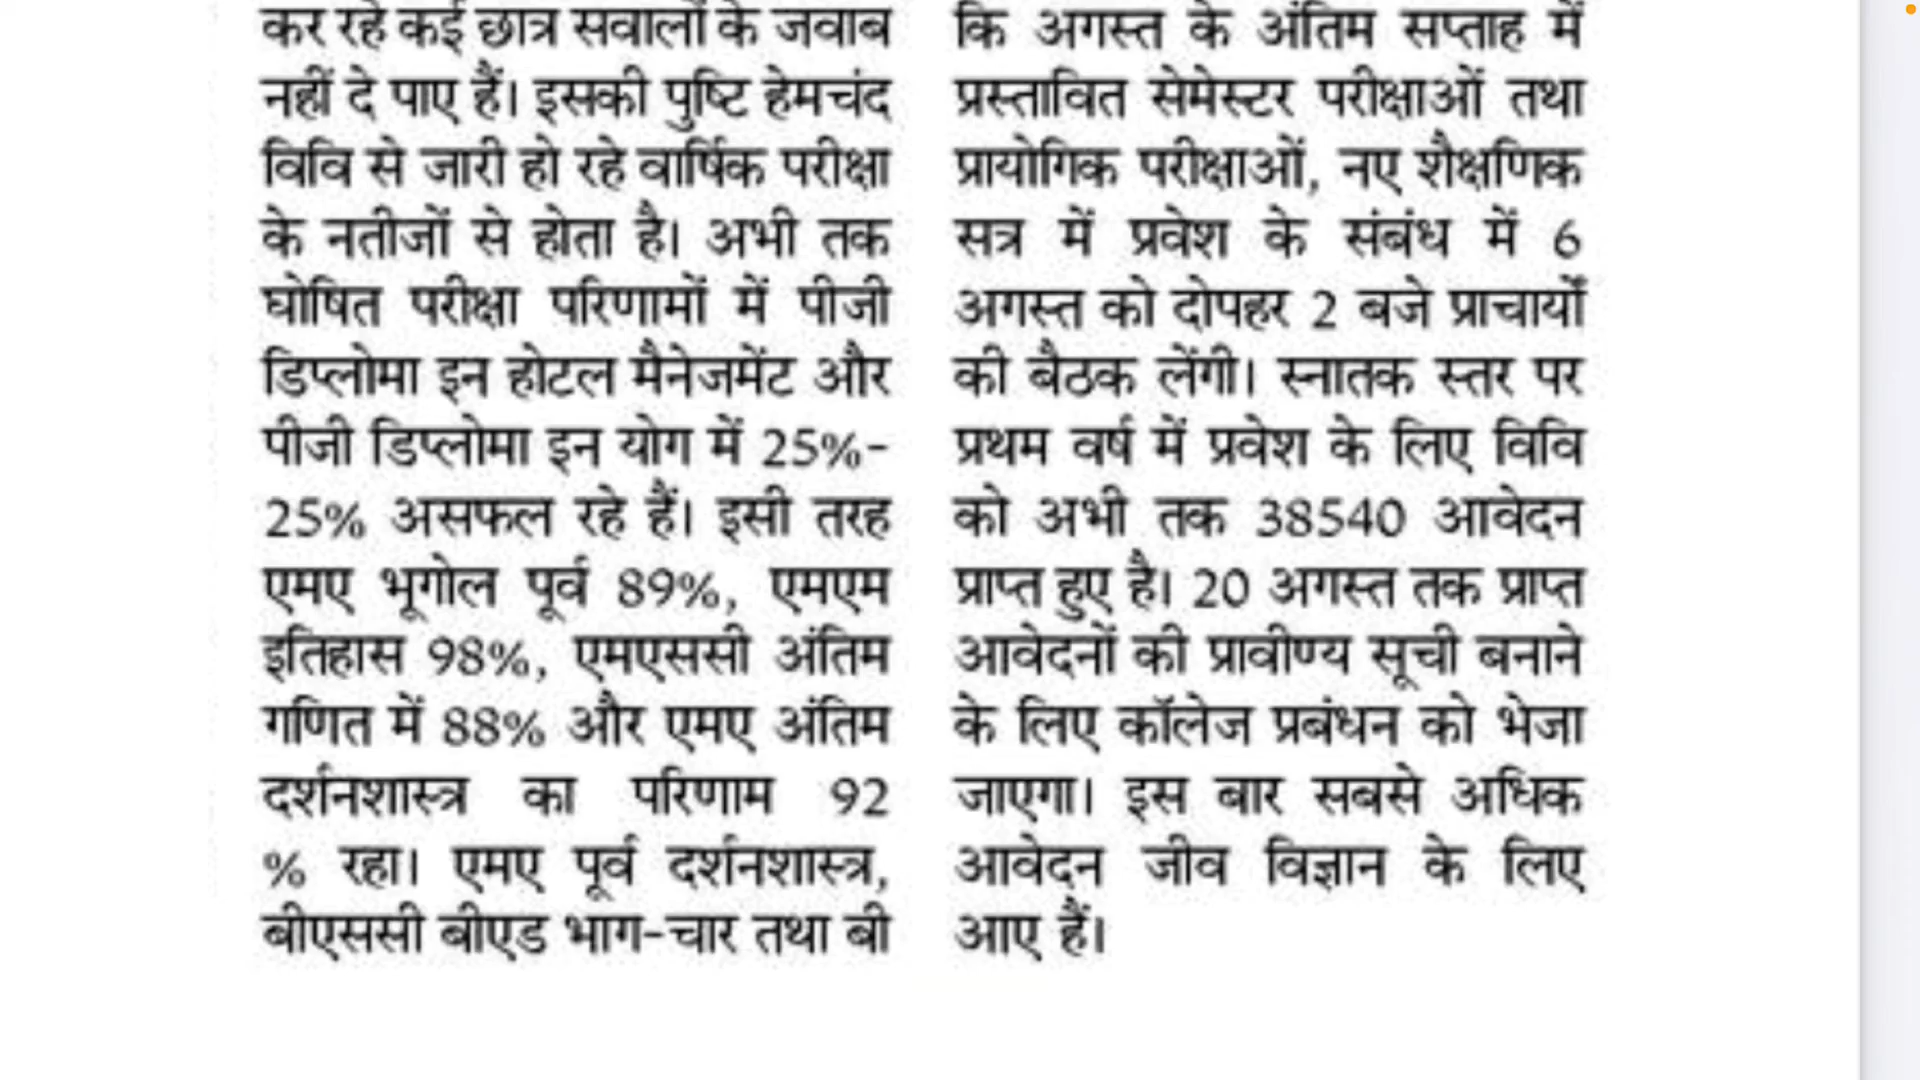 कर रहे कई छात्र सवालों के जवाब
नहीं दे पाए हैं। इसकी पुष्टि हेमचंद
विवि से जारी हो रहे वार्षिक परीक्षा
के नतीजों से होता है। अभी तक
घोषित परीक्षा परिणामों में पीजी
डिप्लोमा इन होटल मैनेजमेंट और
पीजी डिप्लोमा इन योग में 25%-
25% असफल रहे हैं। इसी तरह
एमए भूगोल पूर्व 89%, एमएम
इतिहास 98%, एमएससी अंतिम
गणित में 88% और एमए अंतिम
दर्शनशास्त्र का परिणाम 92
% रहा। एमए पूर्व दर्शनशास्त्र,
बीएससी बीएड भाग-चार तथा बी
कि अगस्त के अंतिम सप्ताह में
प्रस्तावित सेमेस्टर परीक्षाओं तथा
प्रायोगिक परीक्षाओं, नए शैक्षणिक
सत्र में प्रवेश के संबंध में 6
अगस्त को दोपहर 2 बजे प्राचार्यों
की बैठक लेंगी। स्नातक स्तर पर
प्रथम वर्ष में प्रवेश के लिए विवि
को अभी तक 38540 आवेदन
प्राप्त हुए है। 20 अगस्त तक प्राप्त
आवेदनों की प्रावीण्य सूची बनाने
के लिए कॉलेज प्रबंधन को भेजा
जाएगा। इस बार सबसे अधिक
आवेदन जीव विज्ञान के लिए
आए हैं।